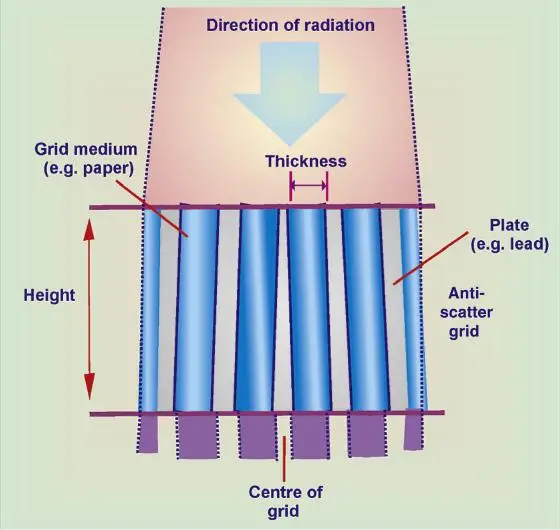 Direction of radiation
Thickness
Grid medium
(e.g. paper)
Plate
(e.g. lead)
Height
Anti-
scatter
grid
Centre of
grid